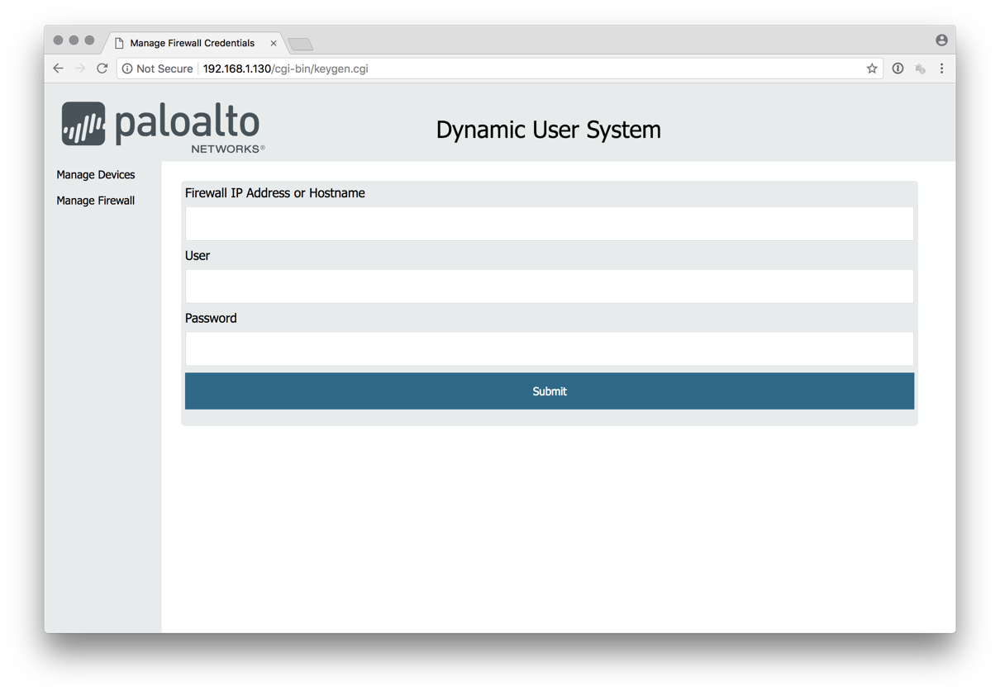 Manage Firewall Credentials
Not Secure 192.168.1.130/cgi-bin/keygen.cgi
paloalto
NETWORKS®
Dynamic User System
Manage Devices
Manage Firewall
Firewall IP Address or Hostname
User
Password
Submit